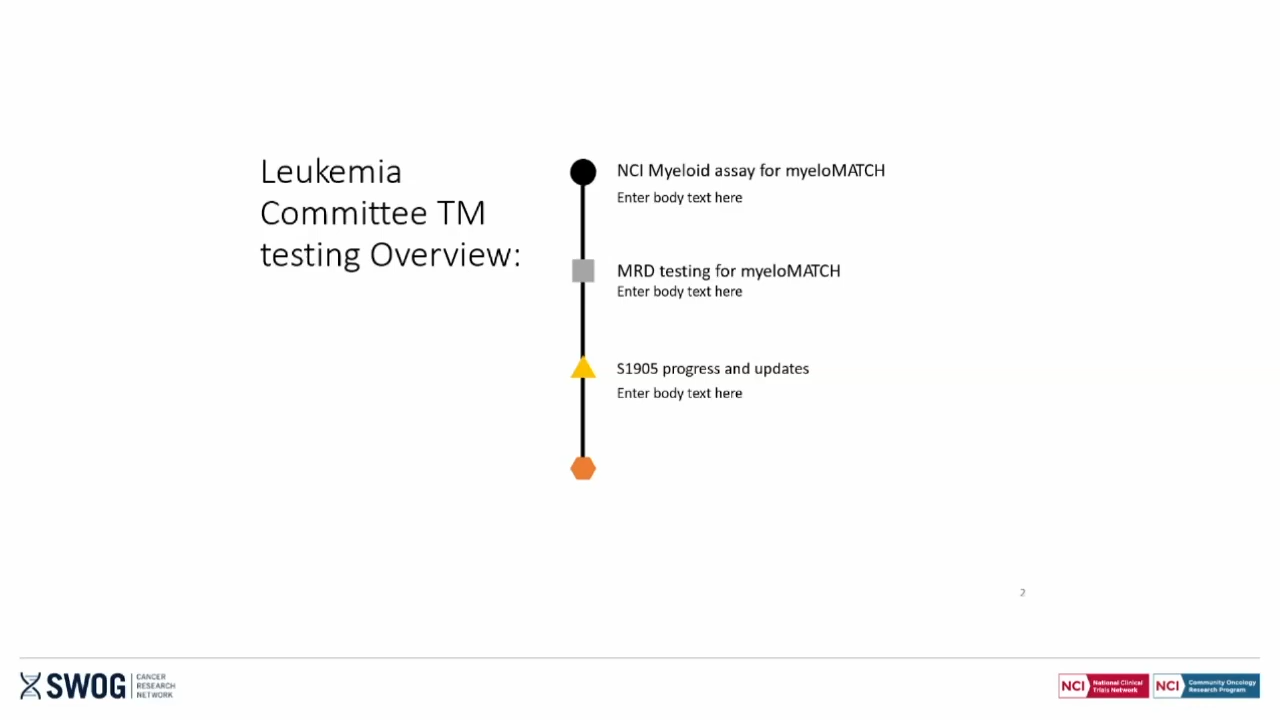 Leukemia
Committee TM
testing Overview:
NCI Myeloid assay for myeloMATCH
Enter body text here
MRD testing for myeloMATCH
Enter body text here
S1905 progress and updates
Enter body text here
2
SWOG
CANCER
RESEARCH
NETWORK
NCI
National Clinical
Trials Network
NCI
Community Oncology
Research Program